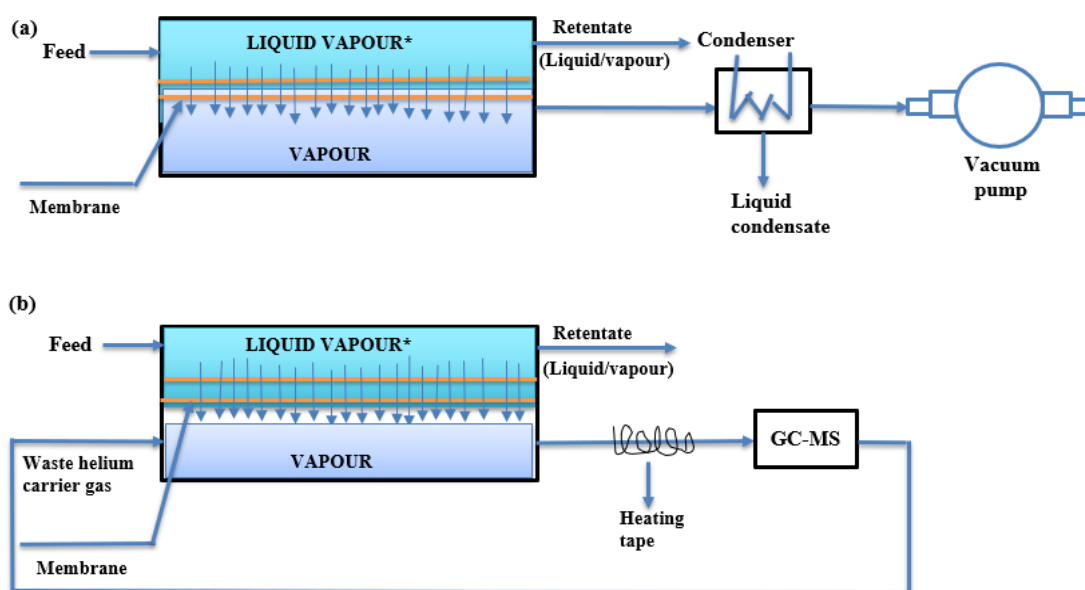 (a)
Feed
LIQUID VAPOUR*
Retentate
(Liquid/vapour)
Condenser
VAPOUR
Membrane
Liquid
condensate
Vacuum
pump
(b)
Feed
LIQUID VAPOUR*
Retentate
(Liquid/vapour)
GC-MS
Waste helium
carrier gas
VAPOUR
Heating
tape
Membrane